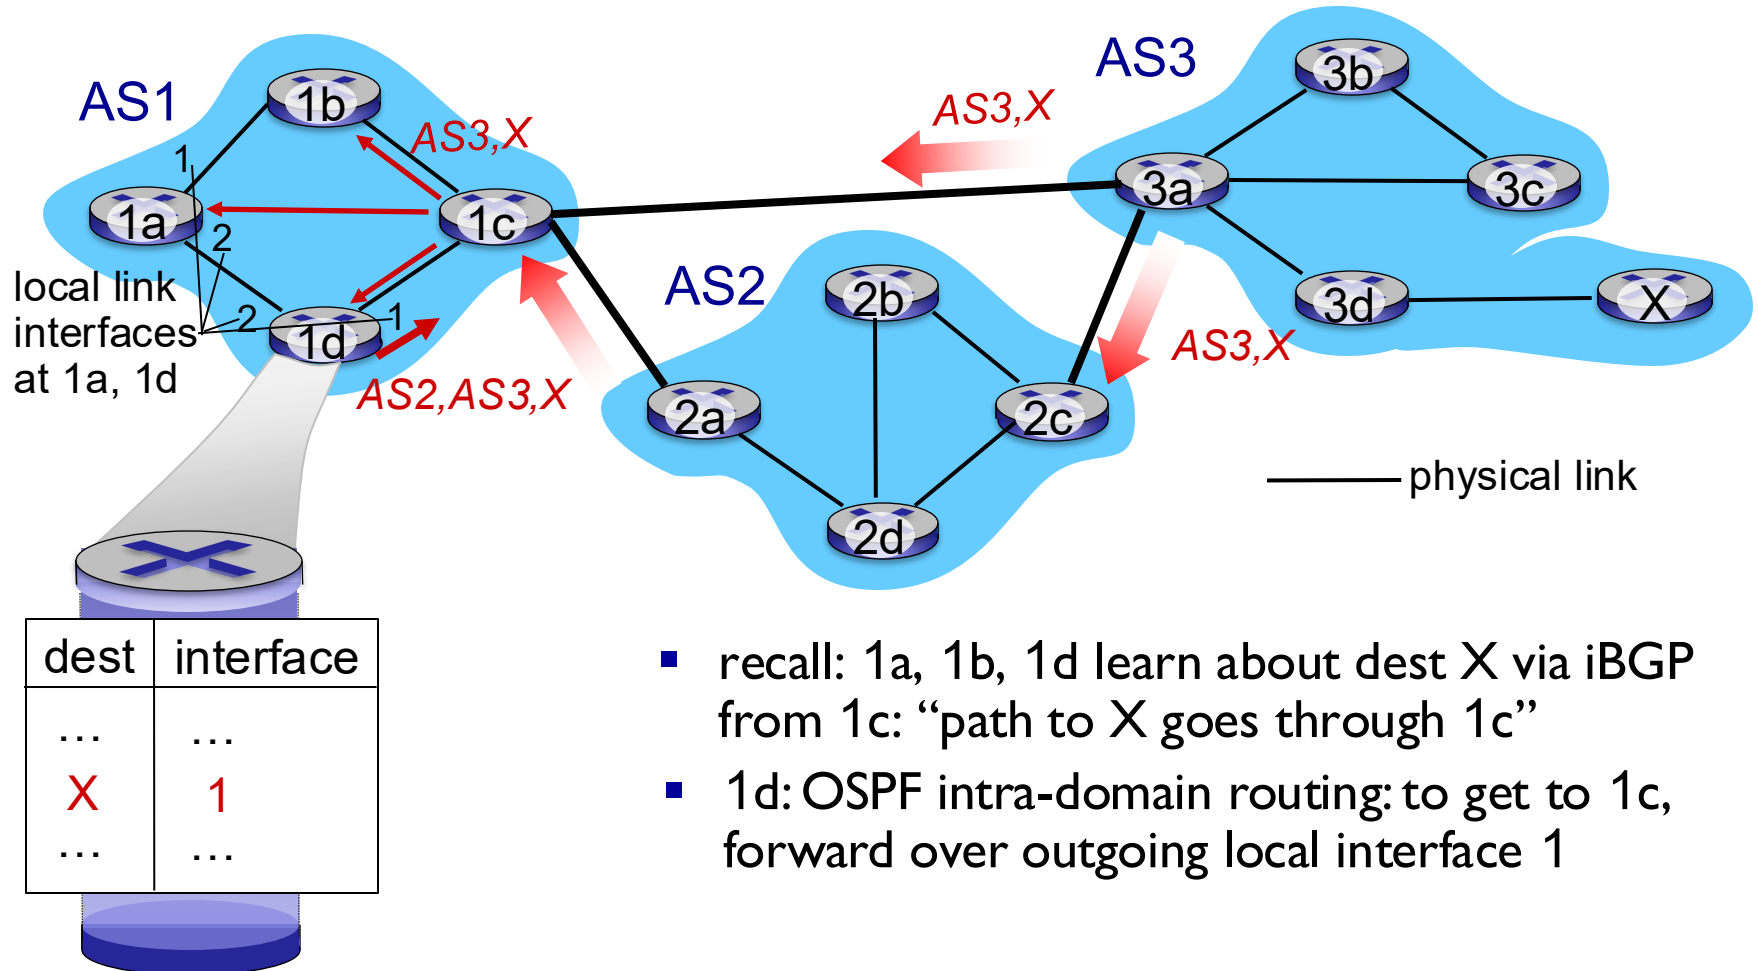 AS1
1b
AS3,X
1
1a
1c
2
local link
interfaces
at 1a, 1d
2
1
1d
AS2,AS3,X
AS3,X
AS3
3b
3a
3c
3d
X
AS3,X
AS2
2b
2a
2c
2d
physical link
dest interface
... ...
X 1
... ...
▪ recall: 1a, 1b, 1d learn about dest X via iBGP
from 1c: “path to X goes through 1c”
▪ 1d: OSPF intra-domain routing: to get to 1c,
forward over outgoing local interface 1